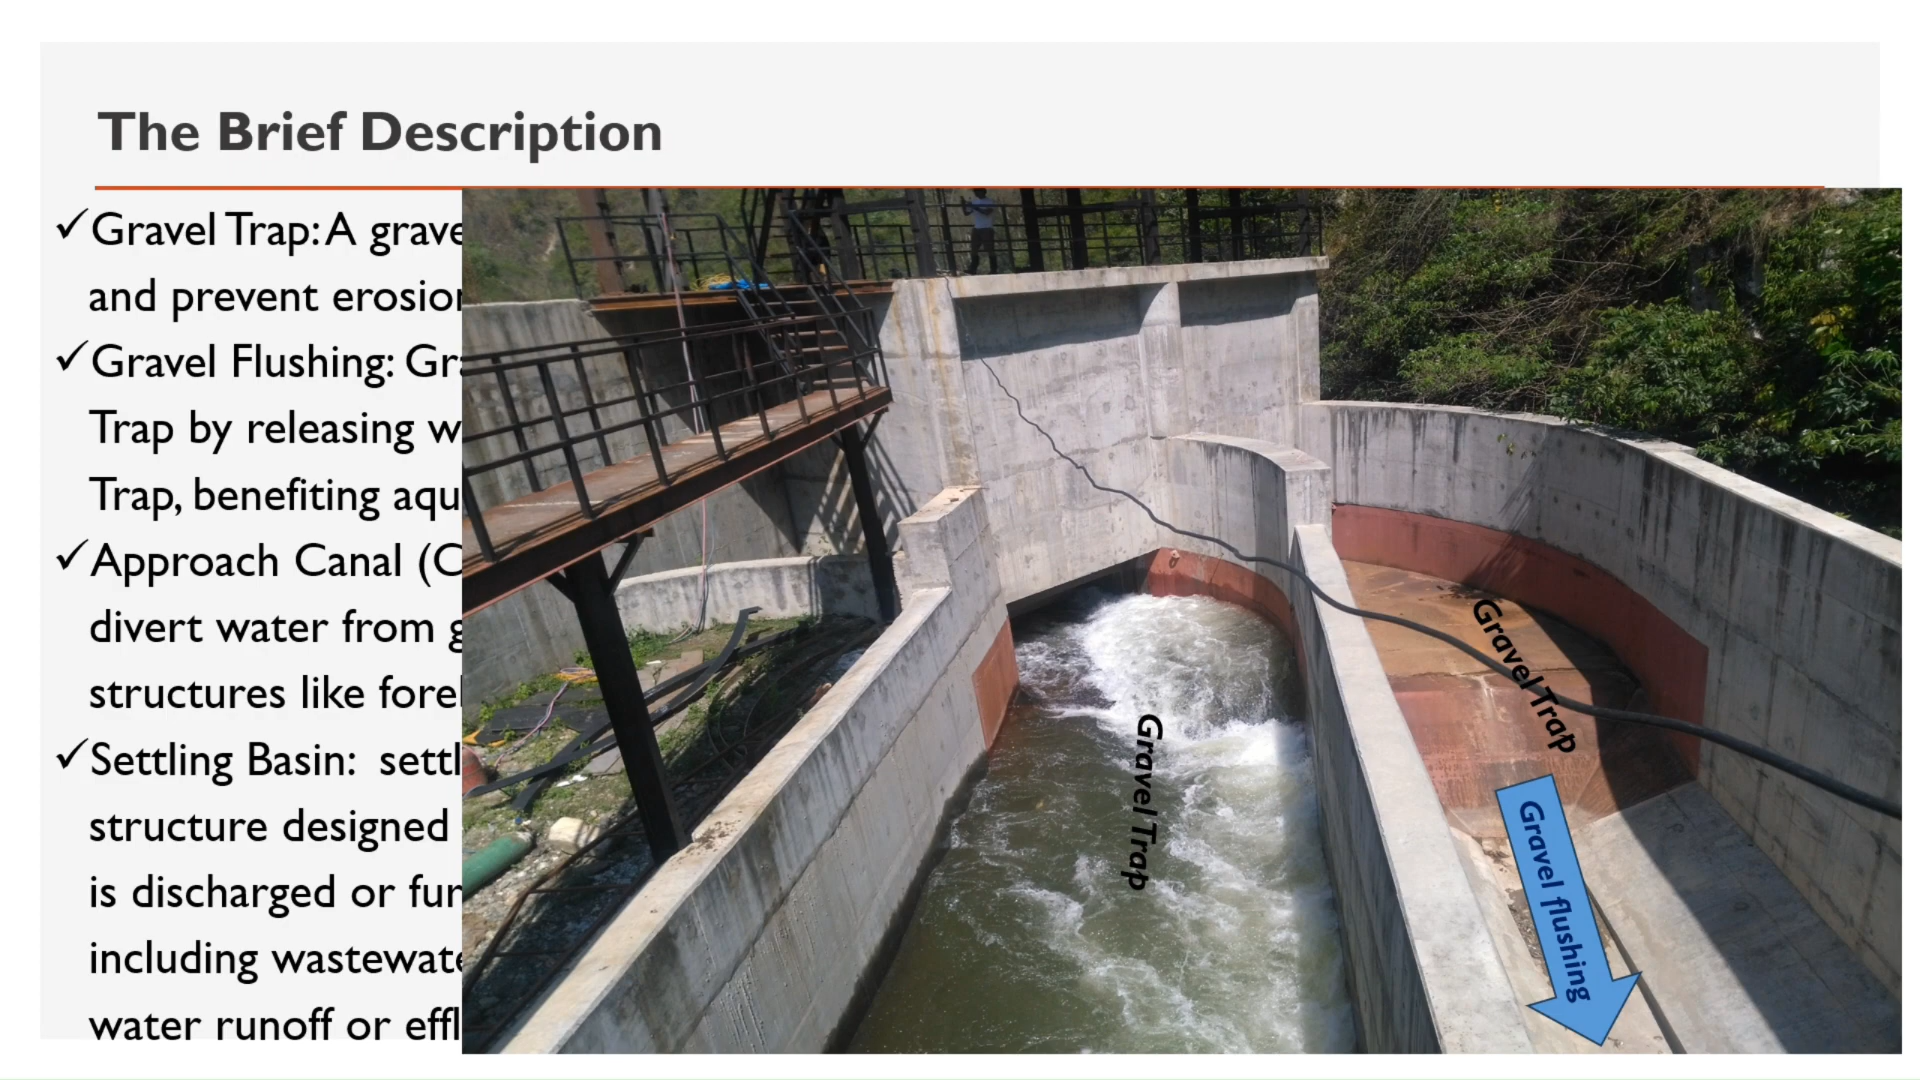 The Brief Description
✓Gravel Trap: A grave
and prevent erosion
✓Gravel Flushing: Gra
Trap by releasing w
Trap, benefiting aqu
✓Approach Canal (C
divert water from g
structures like fore
✓Settling Basin: settl
structure designed
is discharged or fur
including wastewate
water runoff or effl
Gravel Trap
Gravel Trap
Gravel flushing